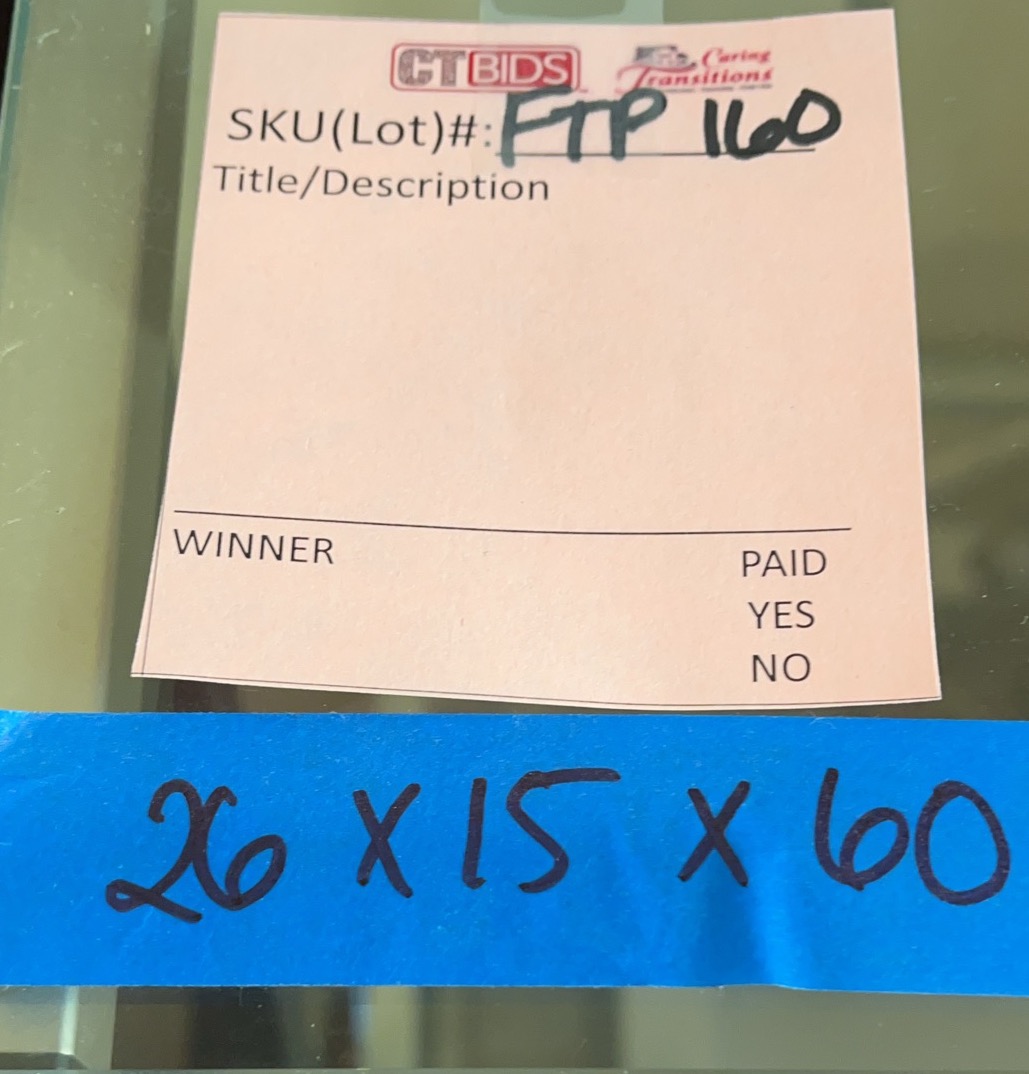 CTBIDS Caring Transitions
SKU(Lot)#: FTP 160
Title/Description
WINNER PAID
YES
NO
26 X 15 X 60